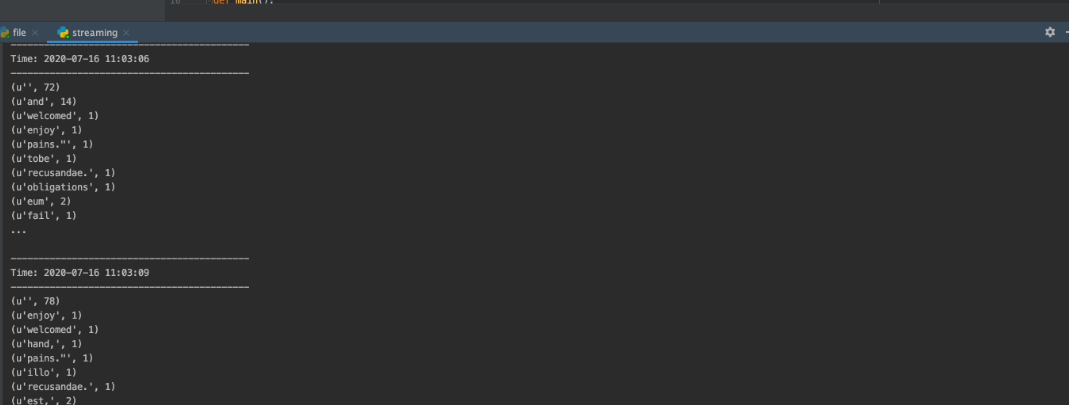 def main():
file × streaming ×
-------------------------------------------
Time: 2020-07-16 11:03:06
-------------------------------------------
(u'', 72)
(u'and', 14)
(u'welcomed', 1)
(u'enjoy', 1)
(u'pains."', 1)
(u'tobe', 1)
(u'recusandae.', 1)
(u'obligations', 1)
(u'eum', 2)
(u'fail', 1)
...
-------------------------------------------
Time: 2020-07-16 11:03:09
-------------------------------------------
(u'', 78)
(u'enjoy', 1)
(u'welcomed', 1)
(u'hand,', 1)
(u'pains."', 1)
(u'illo', 1)
(u'recusandae.', 1)
(u'est,', 2)